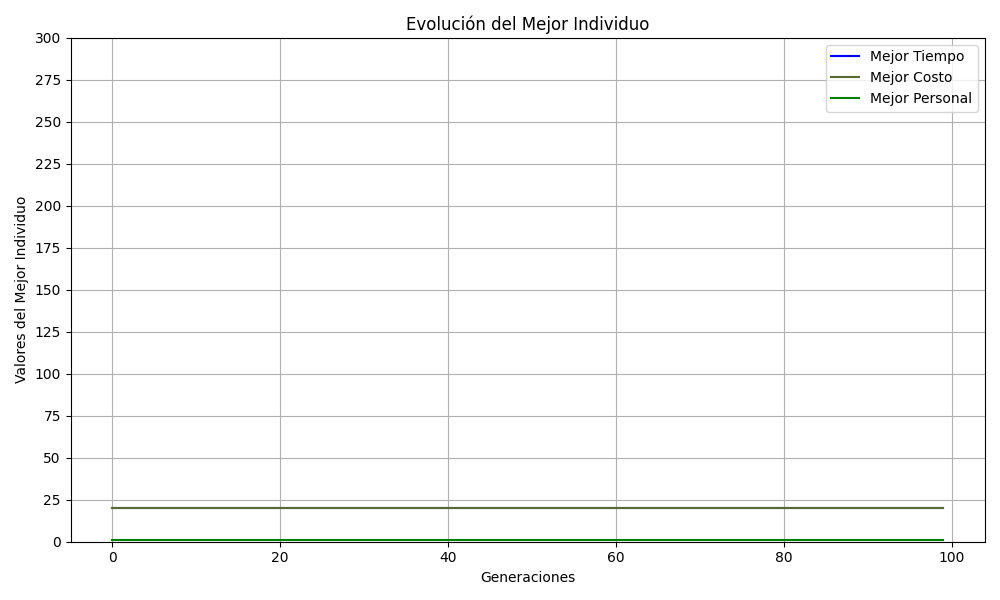 Evolución del Mejor Individuo
Mejor Tiempo
Mejor Costo
Mejor Personal
Valores del Mejor Individuo
300
275
250
225
200
175
150
125
100
75
50
25
0
0 20 40 60 80 100
Generaciones